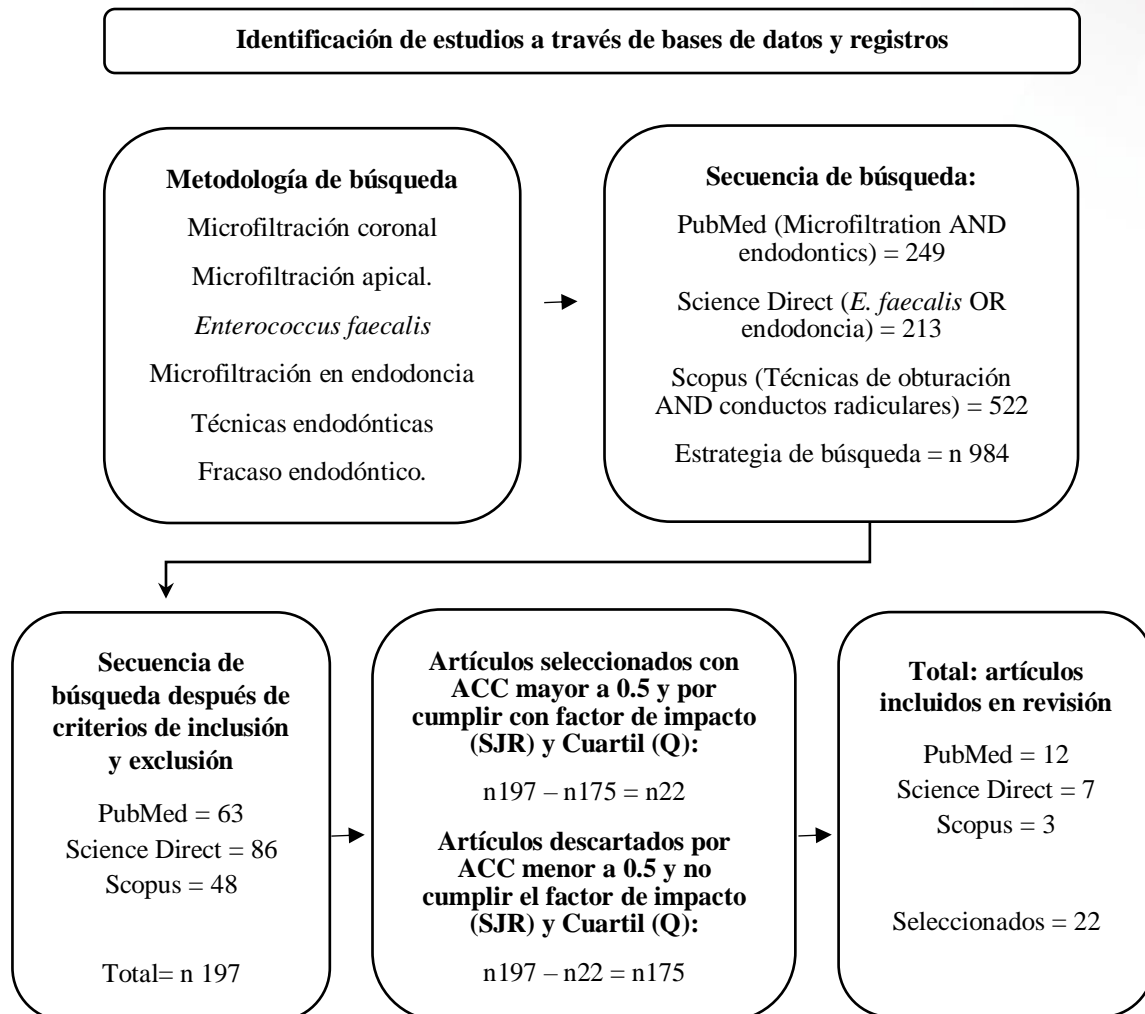 Identificación de estudios a través de bases de datos y registros
Metodología de búsqueda
Microfiltración coronal
Microfiltración apical.
Enterococcus faecalis
Microfiltración en endodoncia
Técnicas endodónticas
Fracaso endodóntico.
Secuencia de búsqueda:
PubMed (Microfiltration AND
endodontics) = 249
Science Direct (E. faecalis OR
endodoncia) = 213
Scopus (Técnicas de obturación
AND conductos radiculares) = 522
Estrategia de búsqueda = n 984
Secuencia de
búsqueda después de
criterios de inclusión
y exclusión
PubMed = 63
Science Direct = 86
Scopus = 48
Total= n 197
Artículos seleccionados con
ACC mayor a 0.5 y por
cumplir con factor de impacto
(SJR) y Cuartil (Q):
n197 – n175 = n22
Artículos descartados por
ACC menor a 0.5 y no
cumplir el factor de impacto
(SJR) y Cuartil (Q):
n197 – n22 = n175
Total: artículos
incluidos en revisión
PubMed = 12
Science Direct = 7
Scopus = 3
Seleccionados = 22